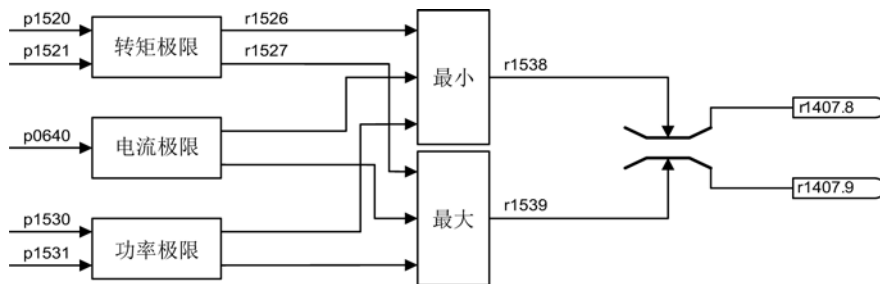 p1520
p1521
转矩极限
r1526
r1527
p0640
电流极限
p1530
p1531
功率极限
最小
r1538
最大
r1539
r1407.8
r1407.9